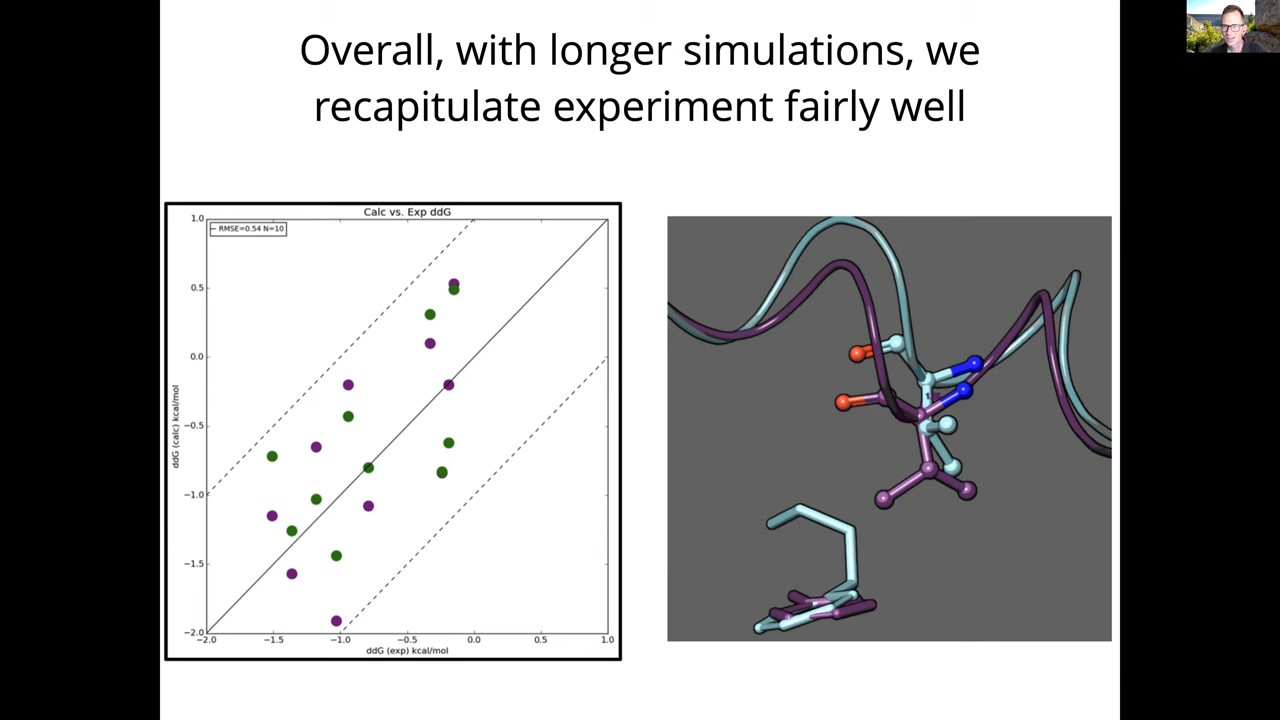 Overall, with longer simulations, we
recapitulate experiment fairly well
Calc vs. Exp ddG
RMSE=0.54 N=10
1.0
0.5
0.0
−0.5
−1.0
−1.5
−2.0
ddG (calc) kcal/mol
−2.0 −1.5 −1.0 −0.5 0.0 0.5 1.0
ddG (exp) kcal/mol